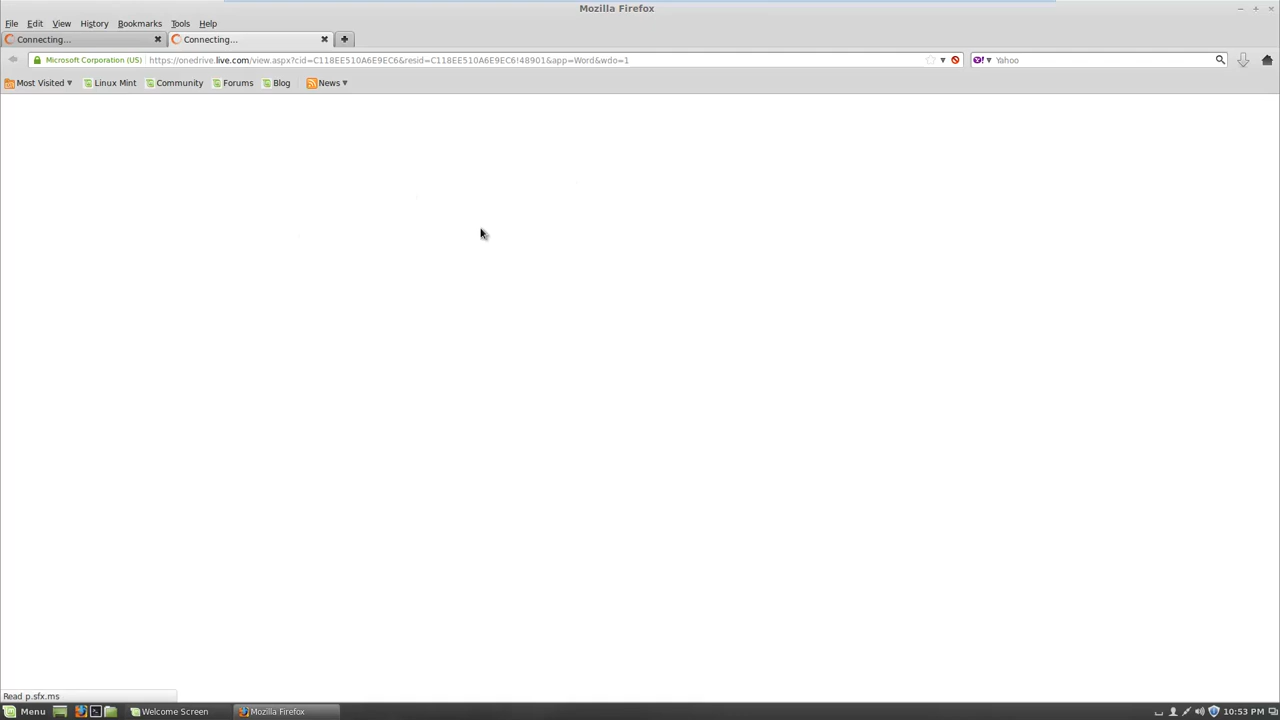 Mozilla Firefox
File Edit View History Bookmarks Tools Help
Connecting... Connecting...
Microsoft Corporation (US) https://onedrive.live.com/view.aspx?cid=C118EE510A6E9EC6&resid=C118EE510A6E9EC6!48901&app=Word&wdo=1 Yahoo
Most Visited Linux Mint Community Forums Blog News
Read p.sfx.ms
Menu Welcome Screen Mozilla Firefox 10:53 PM